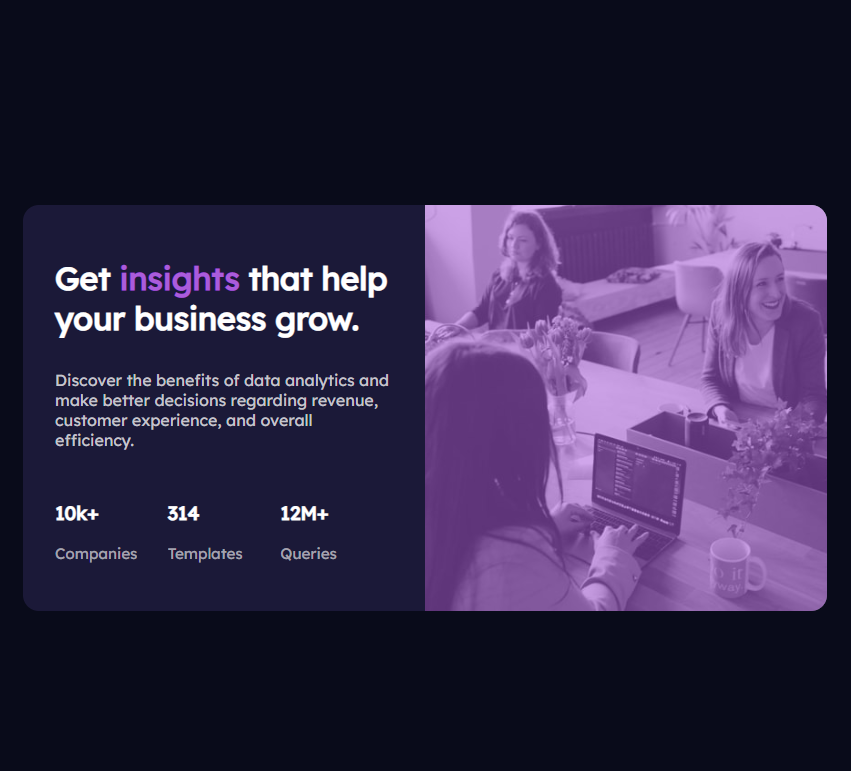 Get insights that help
your business grow.
Discover the benefits of data analytics and
make better decisions regarding revenue,
customer experience, and overall
efficiency.
10k+ 314 12M+
Companies Templates Queries